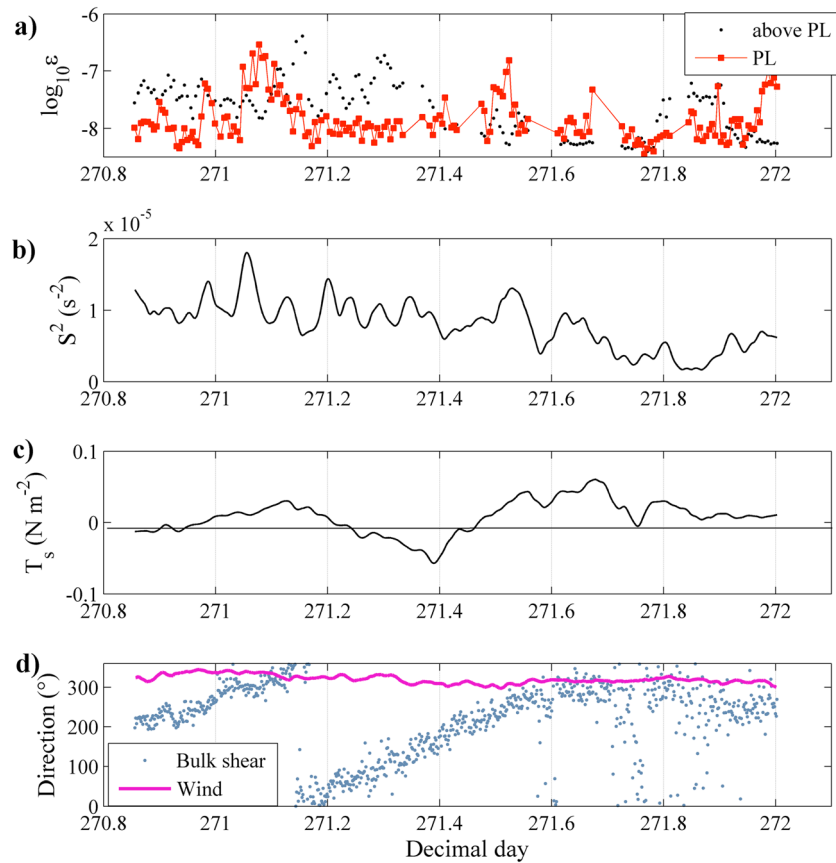 a)
-6
-7
-8
log₁₀ε
above PL
PL
270.8 271 271.2 271.4 271.6 271.8 272
b)
x 10⁻⁵
2
1
0
S² (s⁻²)
270.8 271 271.2 271.4 271.6 271.8 272
c)
0.1
0
-0.1
Tₛ (N m⁻²)
270.8 271 271.2 271.4 271.6 271.8 272
d)
300
200
100
0
Direction (°)
Bulk shear
Wind
270.8 271 271.2 271.4 271.6 271.8 272
Decimal day